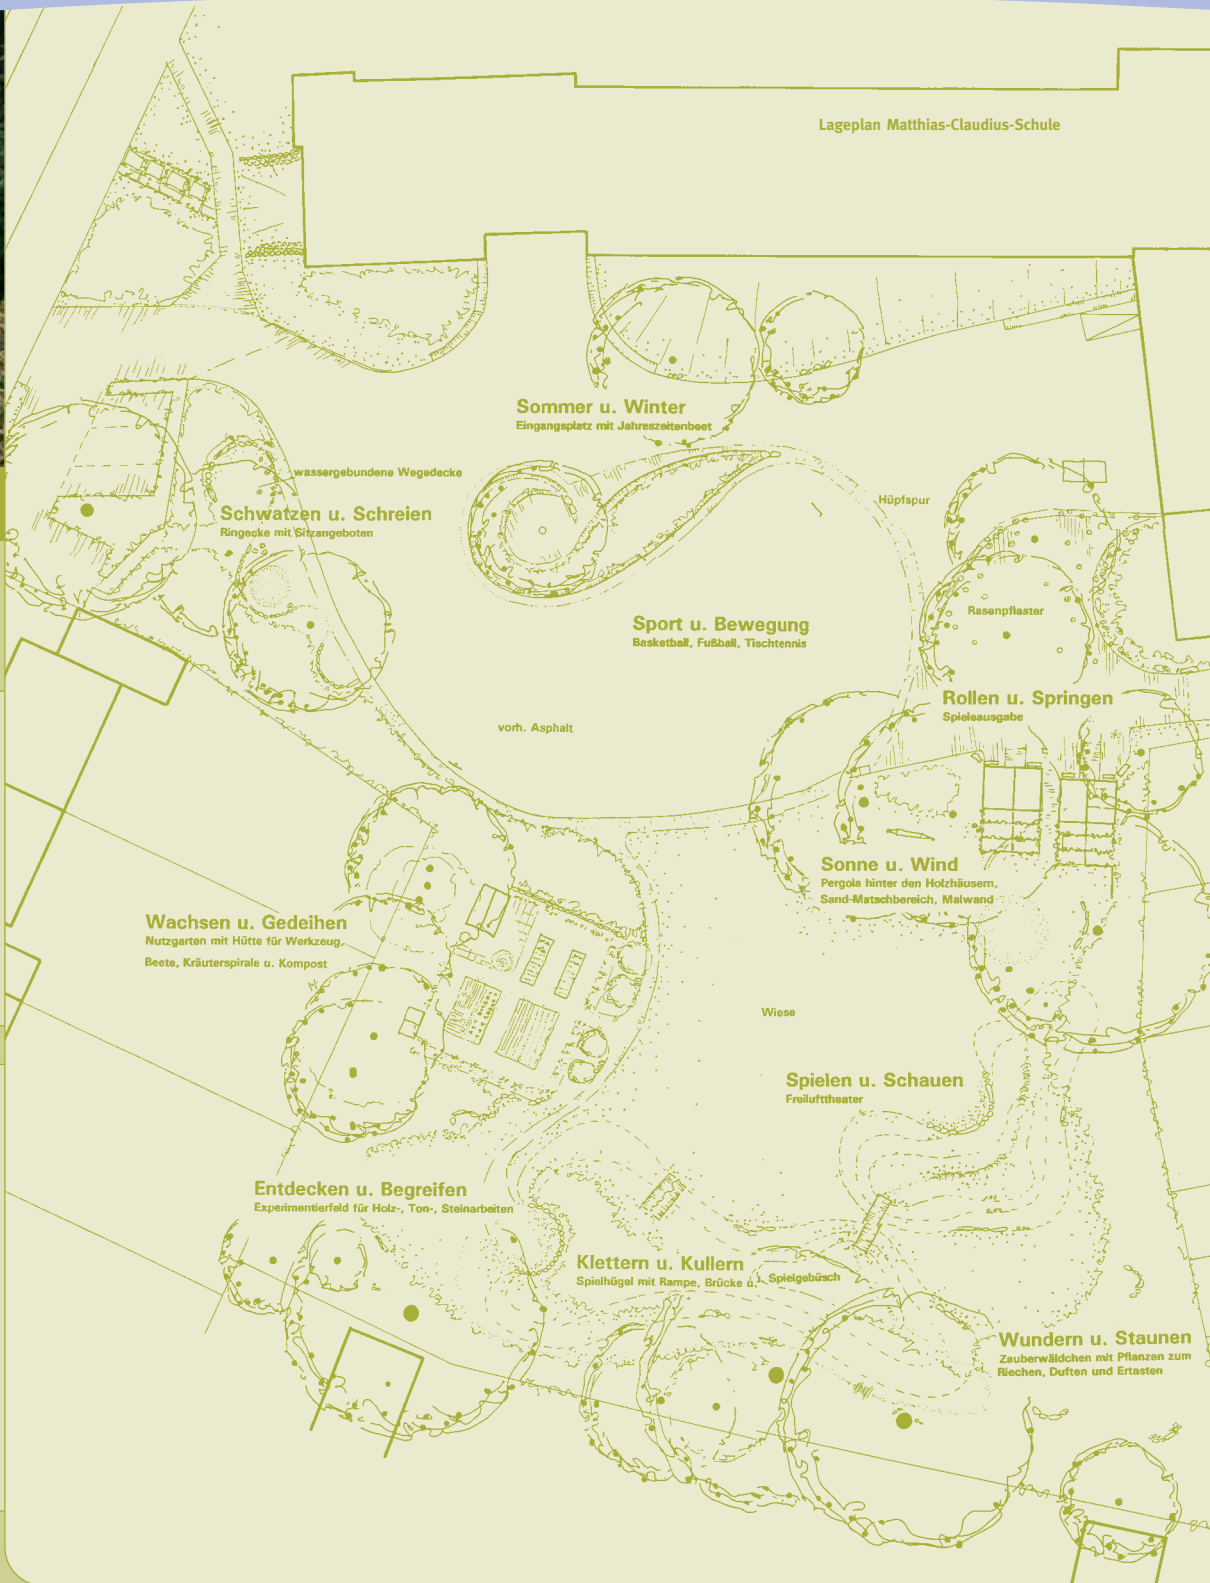 Lageplan Matthias-Claudius-Schule
Sommer u. Winter
Eingangsplatz mit Jahreszeitenbeet
wassergebundene Wegedecke
Schwatzen u. Schreien
Ringecke mit Sitzangeboten
Hüpfspur
Rasenpflaster
Sport u. Bewegung
Basketball, Fußball, Tischtennis
Rollen u. Springen
Spieleausgabe
vorh. Asphalt
Sonne u. Wind
Pergola hinter den Holzhäusern,
Sand-Matschbereich, Malwand
Wachsen u. Gedeihen
Nutzgarten mit Hütte für Werkzeug,
Beete, Kräuterspirale u. Kompost
Wiese
Spielen u. Schauen
Freilufttheater
Entdecken u. Begreifen
Experimentierfeld für Holz-, Ton-, Steinarbeiten
Klettern u. Kullern
Spielhügel mit Rampe, Brücke u. Spielgebüsch
Wundern u. Staunen
Zauberwäldchen mit Pflanzen zum
Riechen, Duften und Ertasten